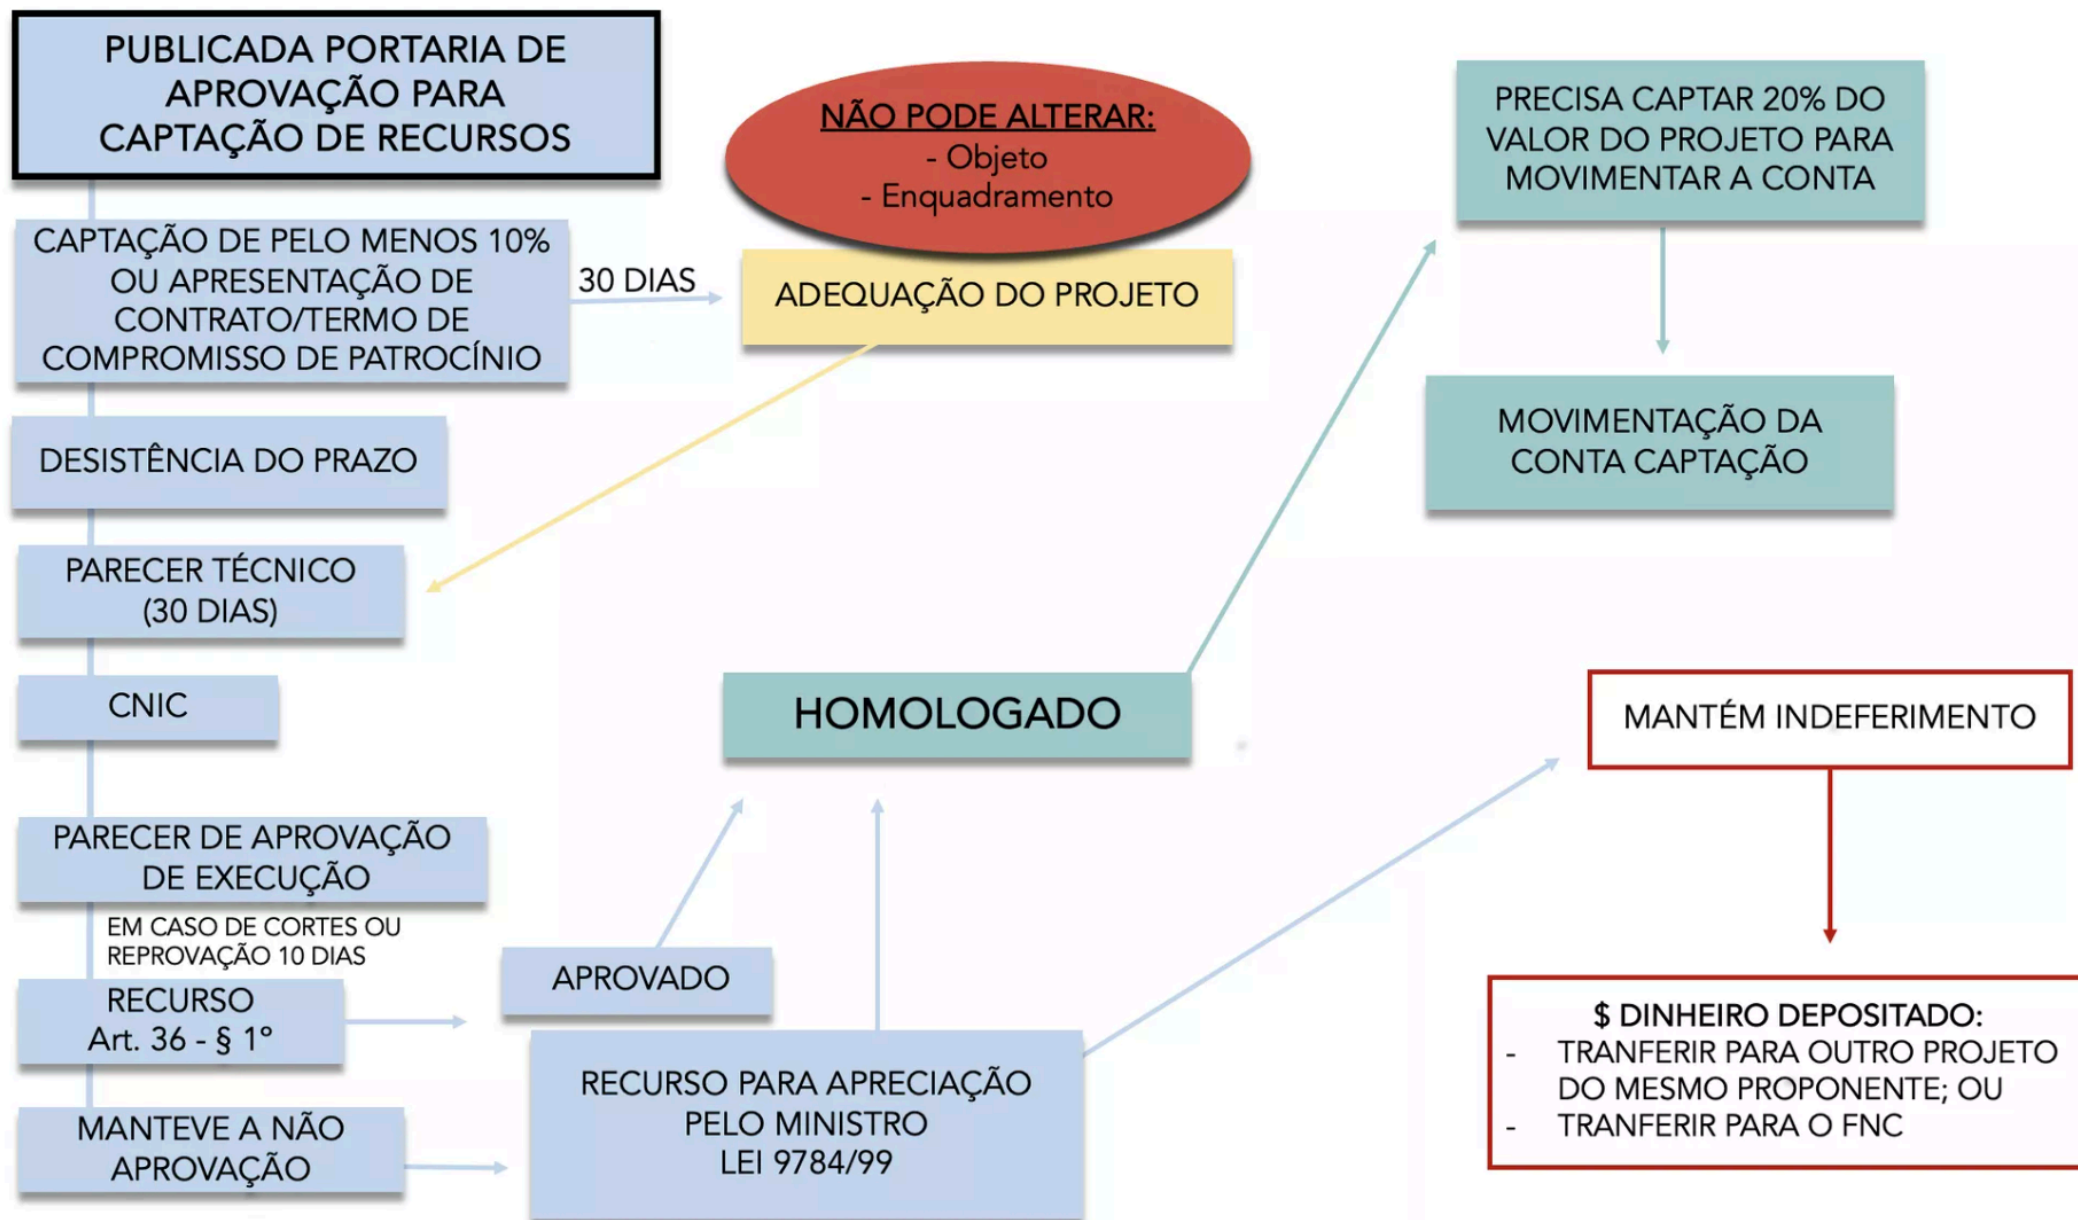 PUBLICADA PORTARIA DE
APROVAÇÃO PARA
CAPTAÇÃO DE RECURSOS
CAPTAÇÃO DE PELO MENOS 10%
OU APRESENTAÇÃO DE
CONTRATO/TERMO DE
COMPROMISSO DE PATROCÍNIO
30 DIAS
NÃO PODE ALTERAR:
- Objeto
- Enquadramento
ADEQUAÇÃO DO PROJETO
DESISTÊNCIA DO PRAZO
PARECER TÉCNICO
(30 DIAS)
CNIC
PARECER DE APROVAÇÃO
DE EXECUÇÃO
EM CASO DE CORTES OU
REPROVAÇÃO 10 DIAS
RECURSO
Art. 36 - § 1º
MANTEVE A NÃO
APROVAÇÃO
APROVADO
RECURSO PARA APRECIAÇÃO
PELO MINISTRO
LEI 9784/99
HOMOLOGADO
PRECISA CAPTAR 20% DO
VALOR DO PROJETO PARA
MOVIMENTAR A CONTA
MOVIMENTAÇÃO DA
CONTA CAPTAÇÃO
MANTÉM INDEFERIMENTO
$ DINHEIRO DEPOSITADO:
- TRANFERIR PARA OUTRO PROJETO
DO MESMO PROPONENTE; OU
- TRANFERIR PARA O FNC